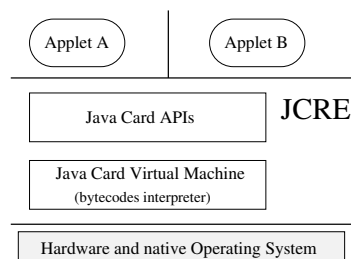 Applet A
Applet B
JCRE
Java Card APIs
Java Card Virtual Machine
(bytecodes interpreter)
Hardware and native Operating System